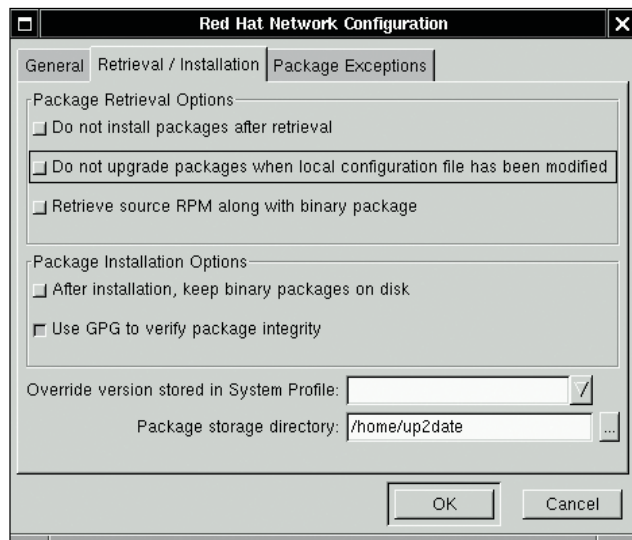 Red Hat Network Configuration
General
Retrieval / Installation
Package Exceptions
Package Retrieval Options
Do not install packages after retrieval
Do not upgrade packages when local configuration file has been modified
Retrieve source RPM along with binary package
Package Installation Options
After installation, keep binary packages on disk
Use GPG to verify package integrity
Override version stored in System Profile:
Package storage directory: /home/up2date ...
OK
Cancel